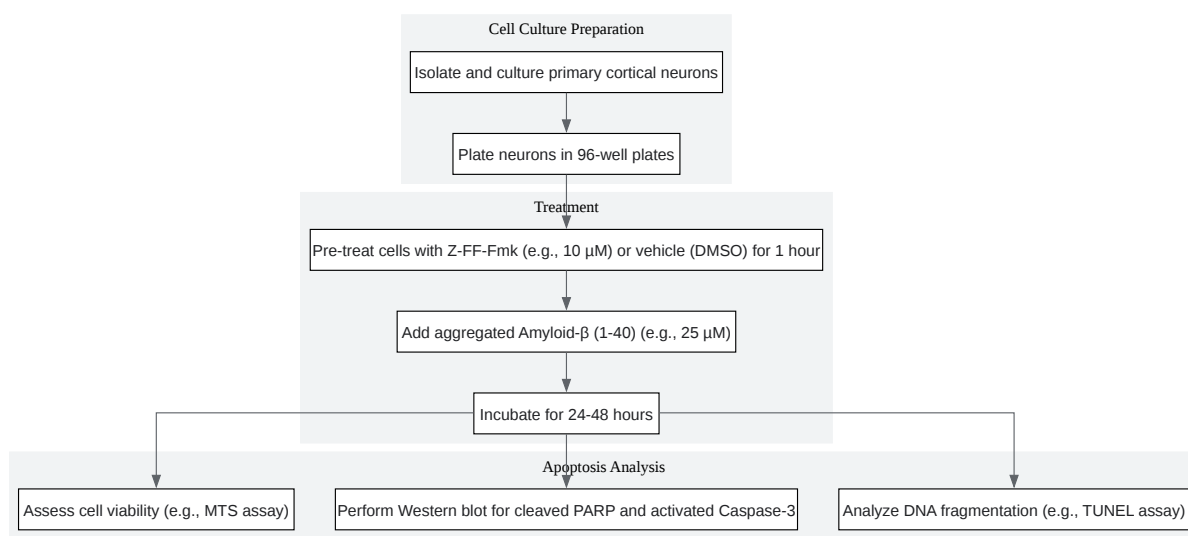 Cell Culture Preparation
Isolate and culture primary cortical neurons
Plate neurons in 96-well plates
Treatment
Pre-treat cells with Z-FF-Fmk (e.g., 10 µM) or vehicle (DMSO) for 1 hour
Add aggregated Amyloid-β (1-40) (e.g., 25 µM)
Incubate for 24-48 hours
Apoptosis Analysis
Assess cell viability (e.g., MTS assay)
Perform Western blot for cleaved PARP and activated Caspase-3
Analyze DNA fragmentation (e.g., TUNEL assay)